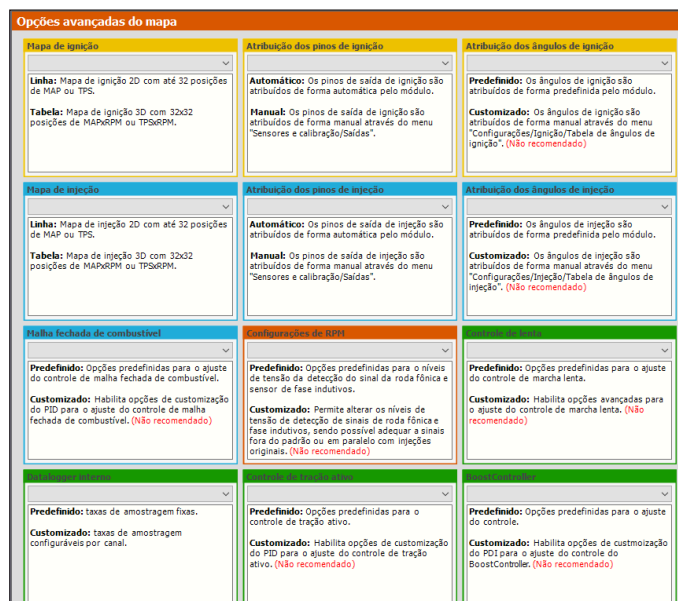 Opções avançadas do mapa
Mapa de ignição
Linha: Mapa de ignição 2D com até 32 posições
de MAP ou TPS.
Tabela: Mapa de ignição 3D com 32x32
posições de MAPxRPM ou TPSxRPM.
Atribuição dos pinos de ignição
Automático: Os pinos de saída de ignição são
atribuídos de forma automática pelo módulo.
Manual: Os pinos de saída de ignição são
atribuídos de forma manual através do menu
"Sensores e calibração/Saídas".
Atribuição dos ângulos de ignição
Predefinido: Os ângulos de ignição são
atribuídos de forma predefinida pelo módulo.
Customizado: Os ângulos de ignição são
atribuídos de forma manual através do menu
"Configurações/Ignição/Tabela de ângulos de
ignição". (Não recomendado)
Mapa de injeção
Linha: Mapa de injeção 2D com até 32 posições
de MAP ou TPS.
Tabela: Mapa de injeção 3D com 32x32
posições de MAPxRPM ou TPSxRPM.
Atribuição dos pinos de injeção
Automático: Os pinos de saída de injeção são
atribuídos de forma automática pelo módulo.
Manual: Os pinos de saída de injeção são
atribuídos de forma manual através do menu
"Sensores e calibração/Saídas".
Atribuição dos ângulos de injeção
Predefinido: Os ângulos de injeção são
atribuídos de forma predefinida pelo módulo.
Customizado: Os ângulos de injeção são
atribuídos de forma manual através do menu
"Configurações/Injeção/Tabela de ângulos de
injeção". (Não recomendado)
Malha fechada de combustível
Predefinido: Opções predefinidas para o ajuste
do controle de malha fechada de combustível.
Customizado: Habilita opções de customização
do PID para o ajuste do controle de malha
fechada de combustível. (Não recomendado)
Configurações de RPM
Predefinido: Opções predefinidas para o níveis
de tensão da detecção do sinal da roda fônica e
sensor de fase indutivos.
Customizado: Permite alterar os níveis de
tensão de detecção de sinais de roda fônica e
fase indutivos, sendo possível adequar a sinais
fora do padrão ou em paralelo com injeções
originais. (Não recomendado)
Controle de lenta
Predefinido: Opções predefinidas para o ajuste
do controle de marcha lenta.
Customizado: Habilita opções avançadas para
o ajuste do controle de marcha lenta. (Não
recomendado)
Datalogger interno
Predefinido: taxas de amostragem fixas.
Customizado: taxas de amostragem
configuráveis por canal.
Controle de tração ativo
Predefinido: Opções predefinidas para o
controle de tração ativo.
Customizado: Habilita opções de customização
do PID para o ajuste do controle de tração
ativo. (Não recomendado)
BoostController
Predefinido: Opções predefinidas para o ajuste
do controle.
Customizado: Habilita opções de custmoização
do PDI para o ajuste do controle do
BoostController. (Não recomendado)